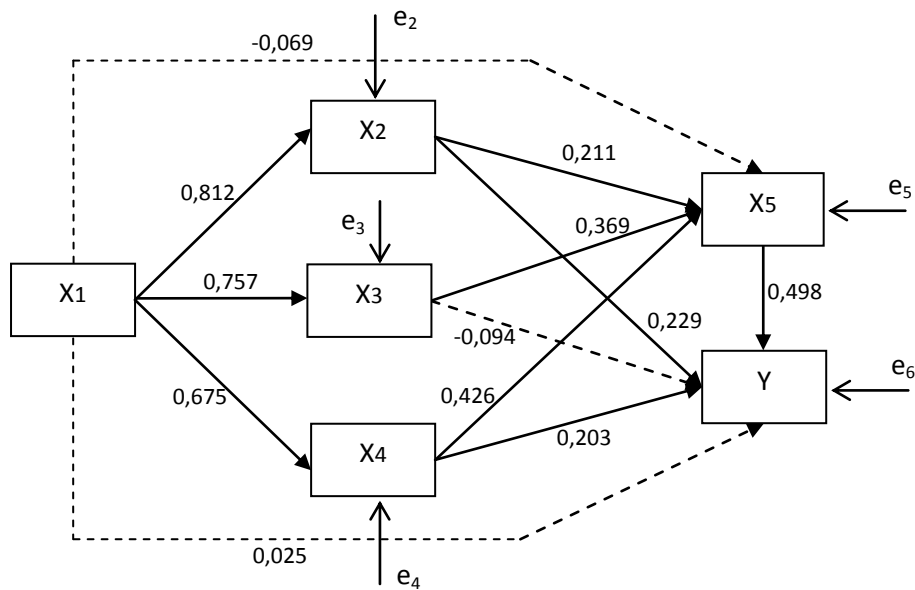 e2
-0,069
X2
0,211
0,812
X5
e5
e3
0,369
X1
0,757
X3
0,498
0,229
-0,094
e6
0,675
0,426
Y
X4
0,203
0,025
e4